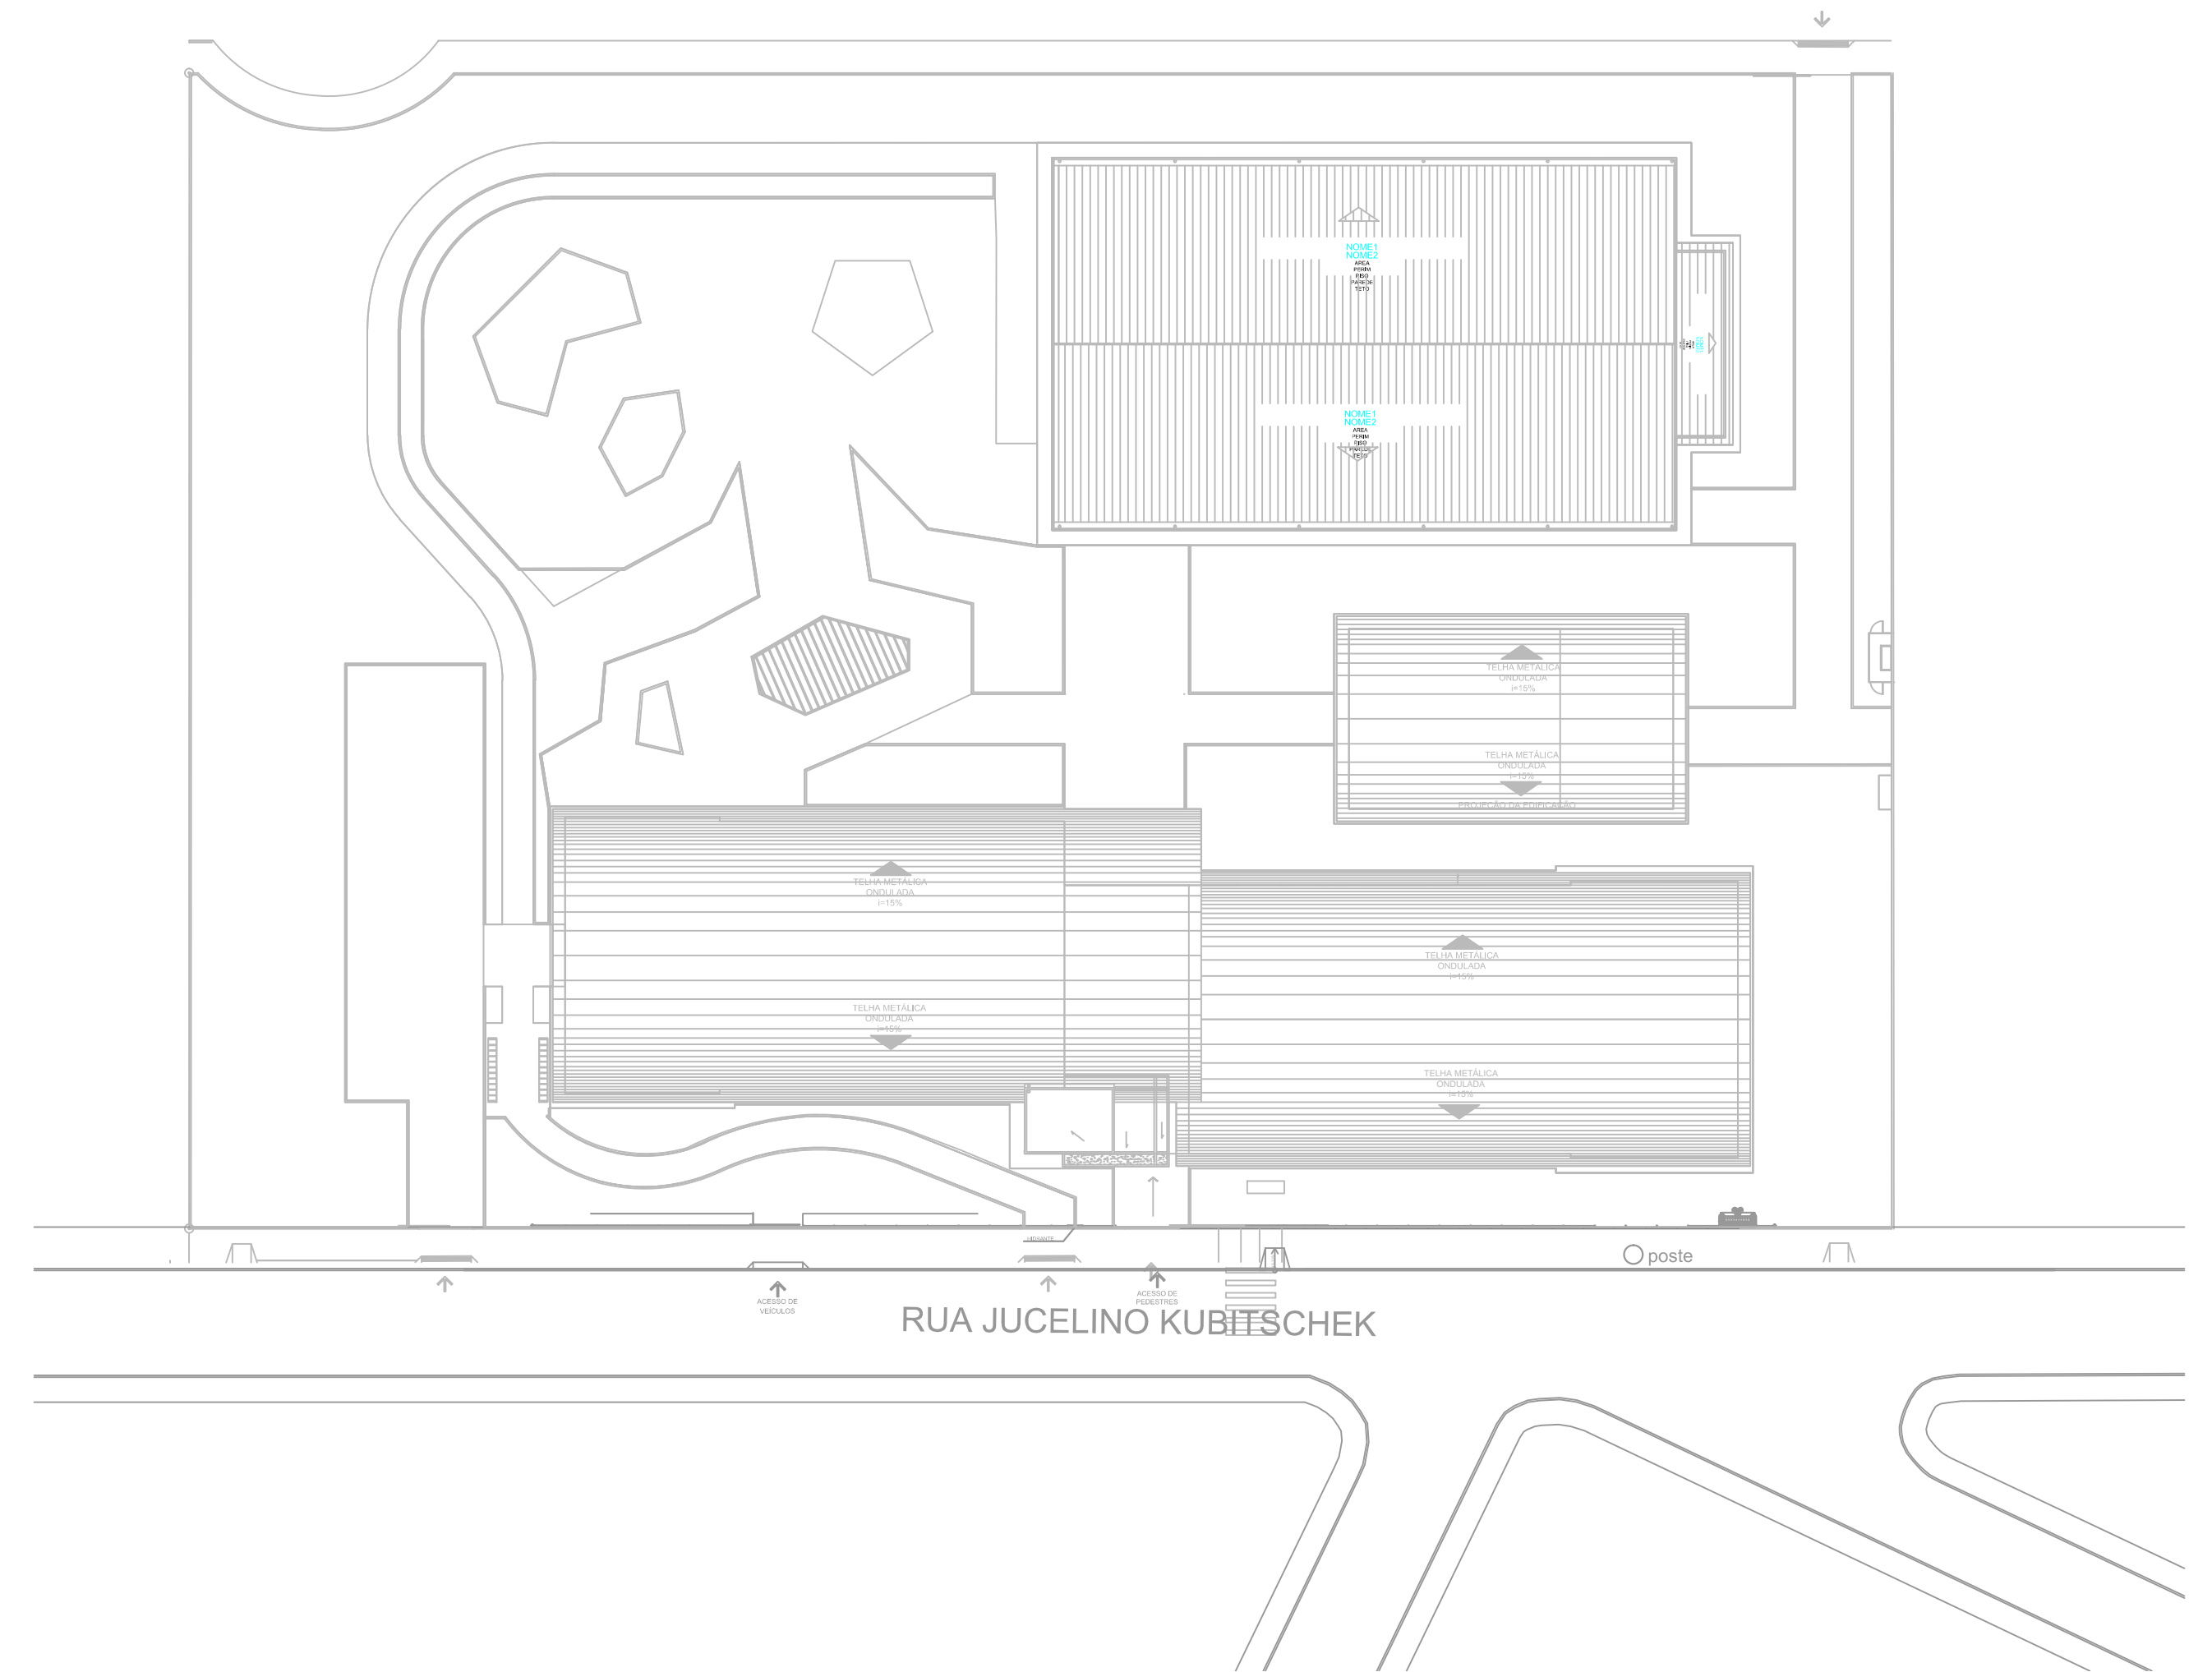 NOME1
NOME2
AREA
PERIM
PISO
PAREDE
TETO
NOME1
NOME2
AREA
PERIM
PISO
PAREDE
TETO
TELHA METÁLICA
ONDULADA
i=15%
TELHA METÁLICA
ONDULADA
i=15%
PROJEÇÃO DA EDIFICAÇÃO
TELHA METÁLICA
ONDULADA
i=15%
TELHA METÁLICA
ONDULADA
i=15%
TELHA METÁLICA
ONDULADA
i=15%
TELHA METÁLICA
ONDULADA
i=15%
HIDRANTE
poste
ACESSO DE
VEÍCULOS
ACESSO DE
PEDESTRES
RUA JUCELINO KUBITSCHEK